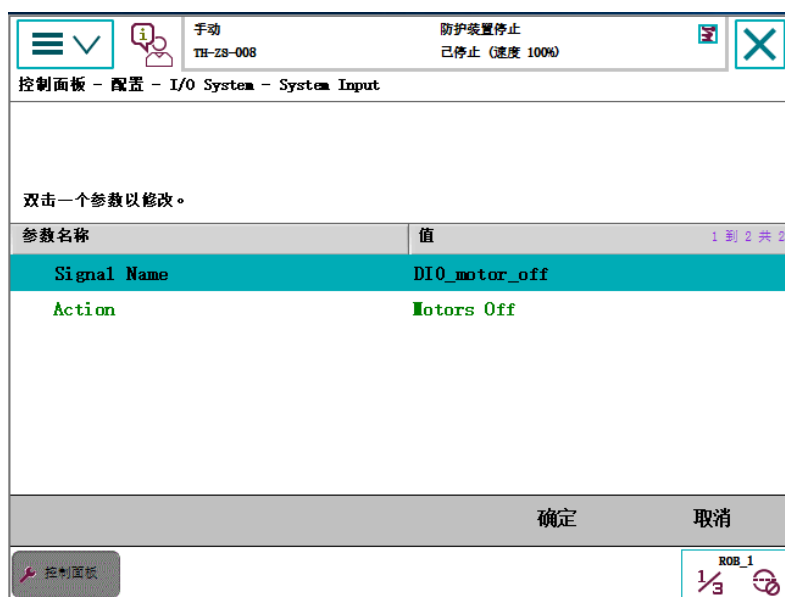 手动
TH-ZS-008
防护装置停止
已停止 (速度 100%)
控制面板 - 配置 - I/O System - System Input
双击一个参数以修改。
参数名称 值 1 到 2 共 2
Signal Name DI0_motor_off
Action Motors Off
确定 取消
控制面板
ROB_1
1/3